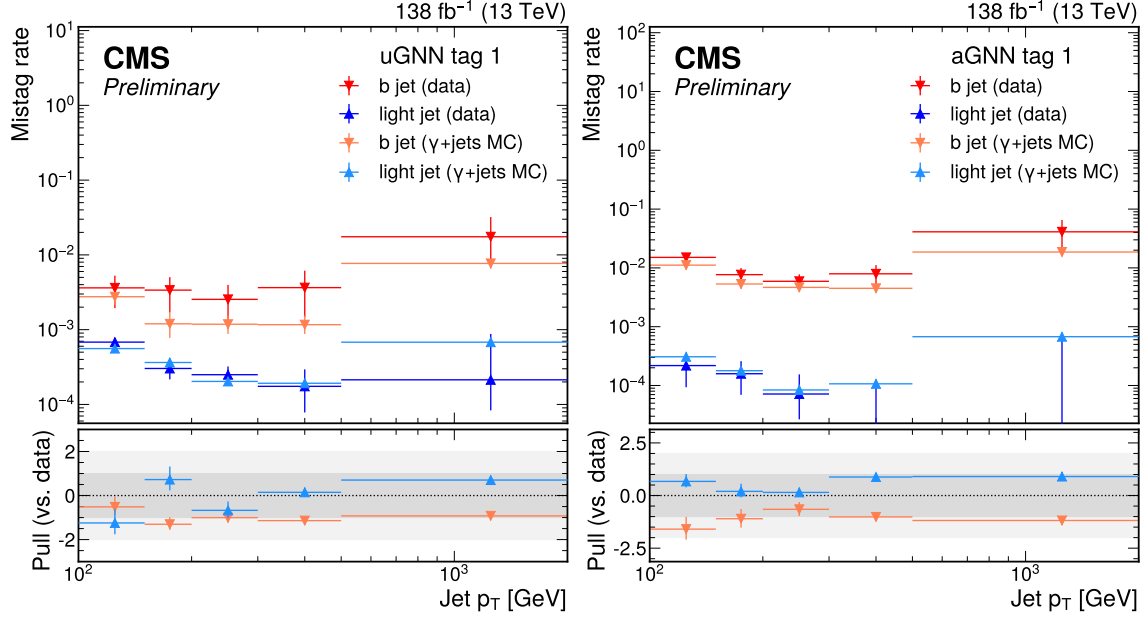 138 fb⁻¹ (13 TeV)
Mistag rate
10¹
10⁰
10⁻¹
10⁻²
10⁻³
10⁻⁴
CMS
Preliminary
uGNN tag 1
b jet (data)
light jet (data)
b jet (γ+jets MC)
light jet (γ+jets MC)
Pull (vs. data)
2
0
-2
10²
10³
Jet p_T [GeV]
138 fb⁻¹ (13 TeV)
Mistag rate
10²
10¹
10⁰
10⁻¹
10⁻²
10⁻³
10⁻⁴
CMS
Preliminary
aGNN tag 1
b jet (data)
light jet (data)
b jet (γ+jets MC)
light jet (γ+jets MC)
Pull (vs. data)
2.5
0.0
-2.5
10²
10³
Jet p_T [GeV]